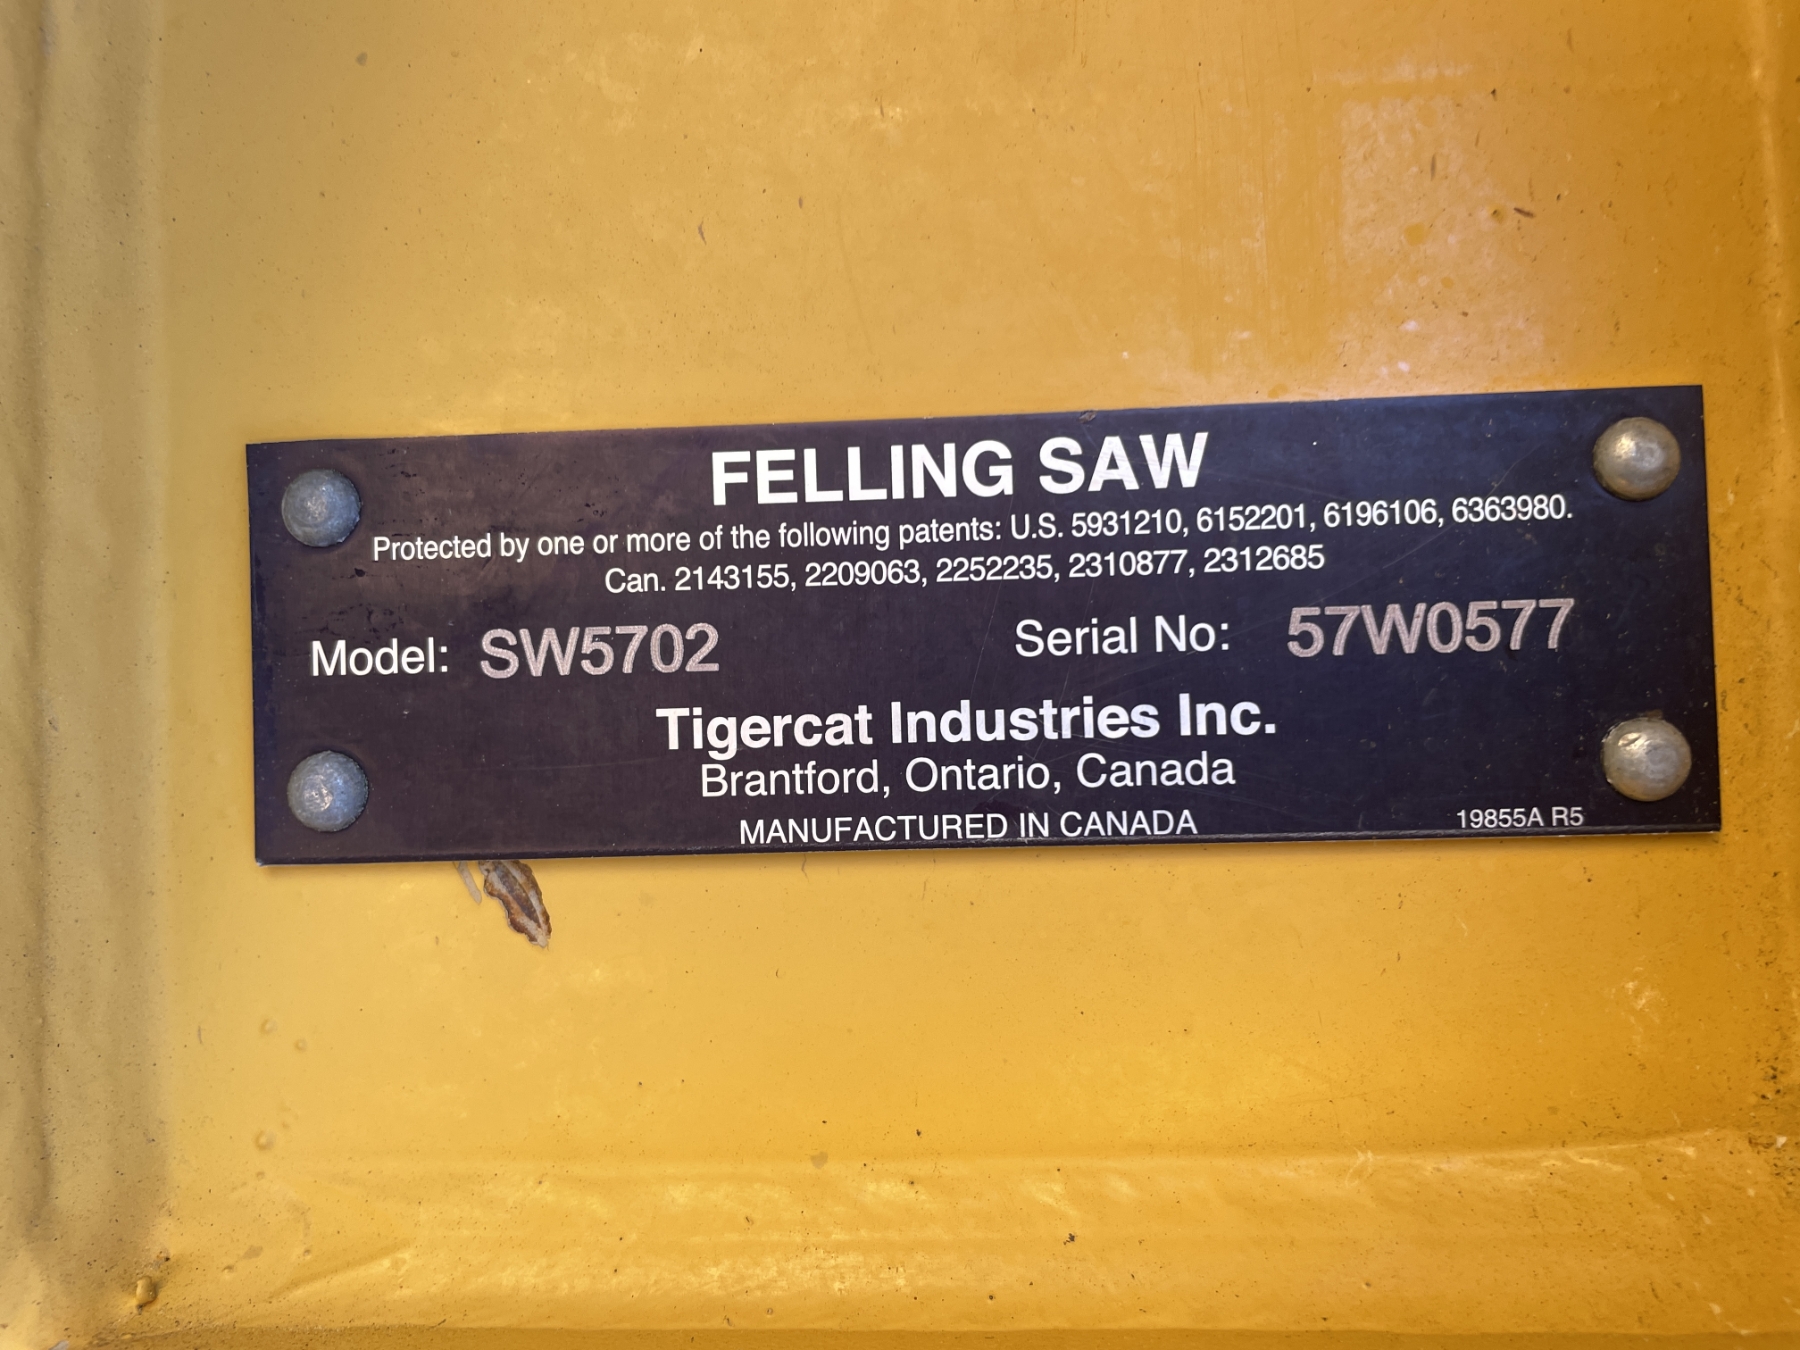 FELLING SAW
Protected by one or more of the following patents: U.S. 5931210, 6152201, 6196106, 6363980.
Can. 2143155, 2209063, 2252235, 2310877, 2312685
Model: SW5702 Serial No: 57W0577
Tigercat Industries Inc.
Brantford, Ontario, Canada
MANUFACTURED IN CANADA 19855A R5